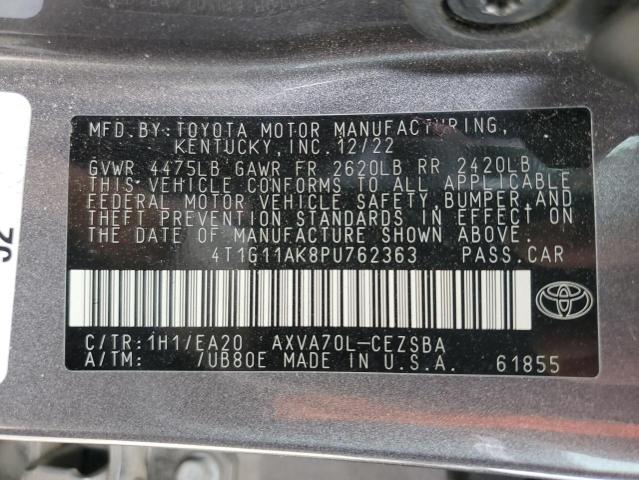 MFD.BY:TOYOTA MOTOR MANUFACTURING,
KENTUCKY, INC. 12/22
GVWR 4475LB GAWR FR 2620LB RR 2420LB
THIS VEHICLE CONFORMS TO ALL APPLICABLE
FEDERAL MOTOR VEHICLE SAFETY, BUMPER, AND
THEFT PREVENTION STANDARDS IN EFFECT ON
THE DATE OF MANUFACTURE SHOWN ABOVE.
4T1G11AK8PU762363 PASS.CAR
C/TR:1H1/EA20 AXVA70L-CEZSBA
A/TM: /UB80E MADE IN U.S.A. 61855